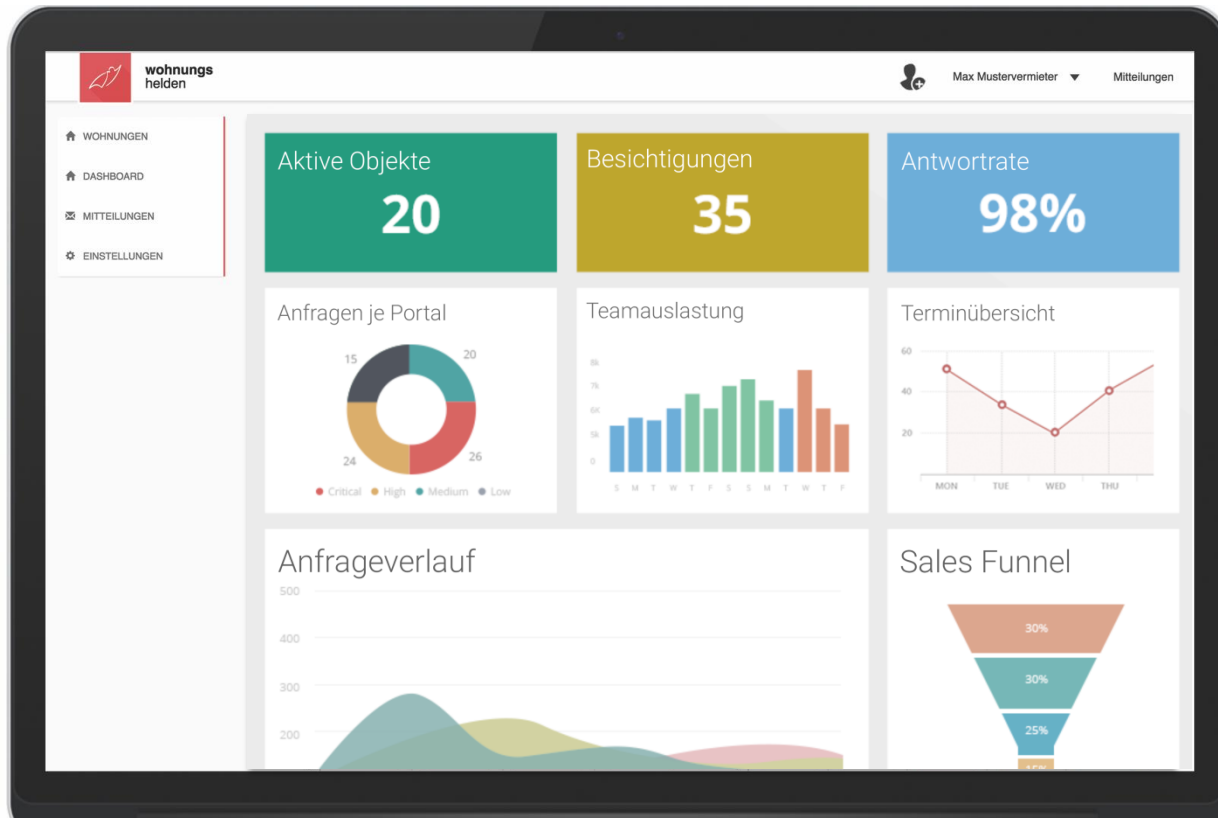 wohnungs
helden
Max Mustervermieter
Mitteilungen
WOHNUNGEN
DASHBOARD
MITTEILUNGEN
EINSTELLUNGEN
Aktive Objekte
20
Besichtigungen
35
Antwortrate
98%
Anfragen je Portal
15
20
24
26
Critical High Medium Low
Teamauslastung
8k
7k
6K
5k
0
S M T W T F S S M T W T F
Terminübersicht
60
40
20
MON TUE WED THU
Anfrageverlauf
500
400
300
200
Sales Funnel
30%
30%
25%
15%